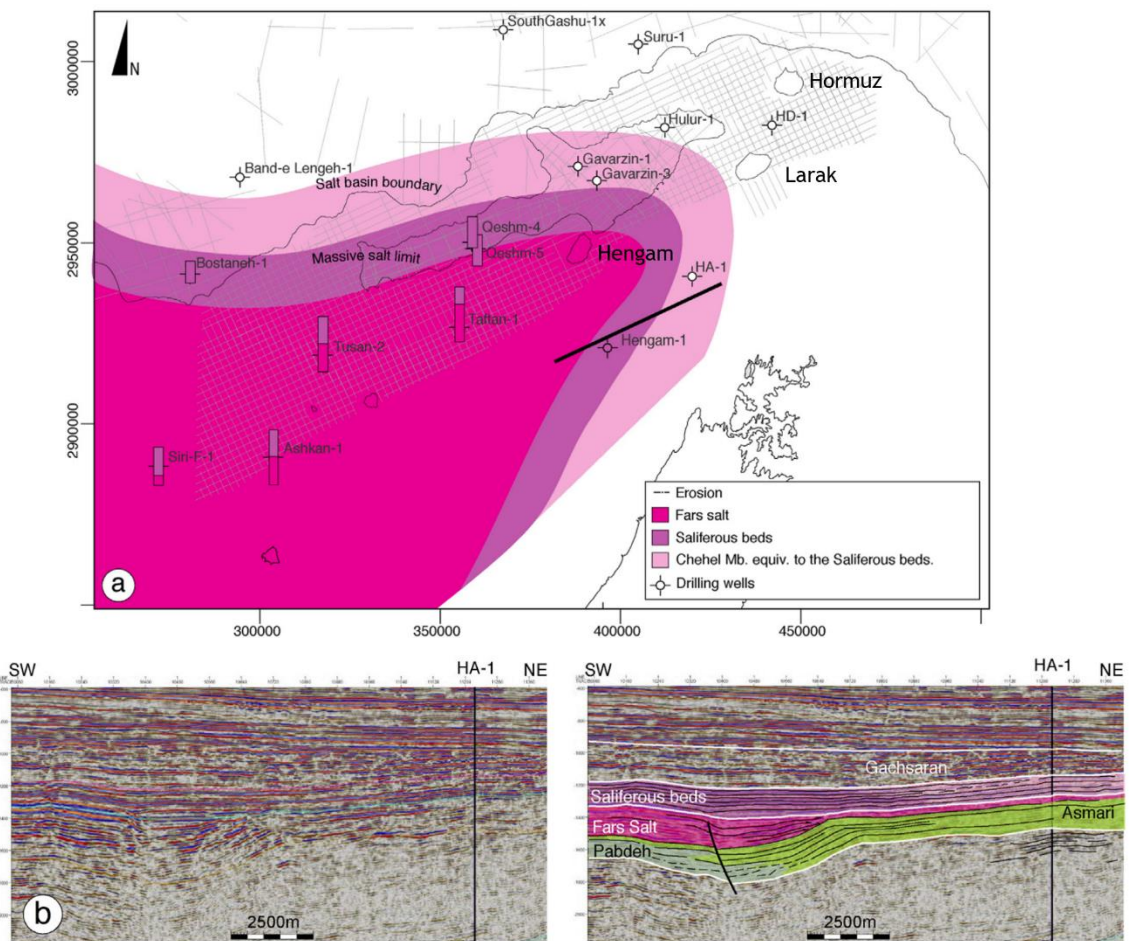 SouthGashu-1x
Suru-1
N
Hormuz
HD-1
Hulur-1
Larak
Gavarzin-1
Gavarzin-3
Band-e Lengeh-1
Salt basin boundary
Qeshm-4
Massive salt limit
Qeshm-5
Hengam
Bostaneh-1
HA-1
Taftan-1
Tusan-2
Hengam-1
Ashkan-1
Siri-F-1
3000000
2950000
2900000
Erosion
Fars salt
Saliferous beds
Chehel Mb. equiv. to the Saliferous beds.
Drilling wells
a
300000
350000
400000
450000
SW
HA-1
NE
2500m
b
SW
HA-1
NE
Gachsaran
Saliferous beds
Asmari
Fars Salt
Pabdeh
2500m